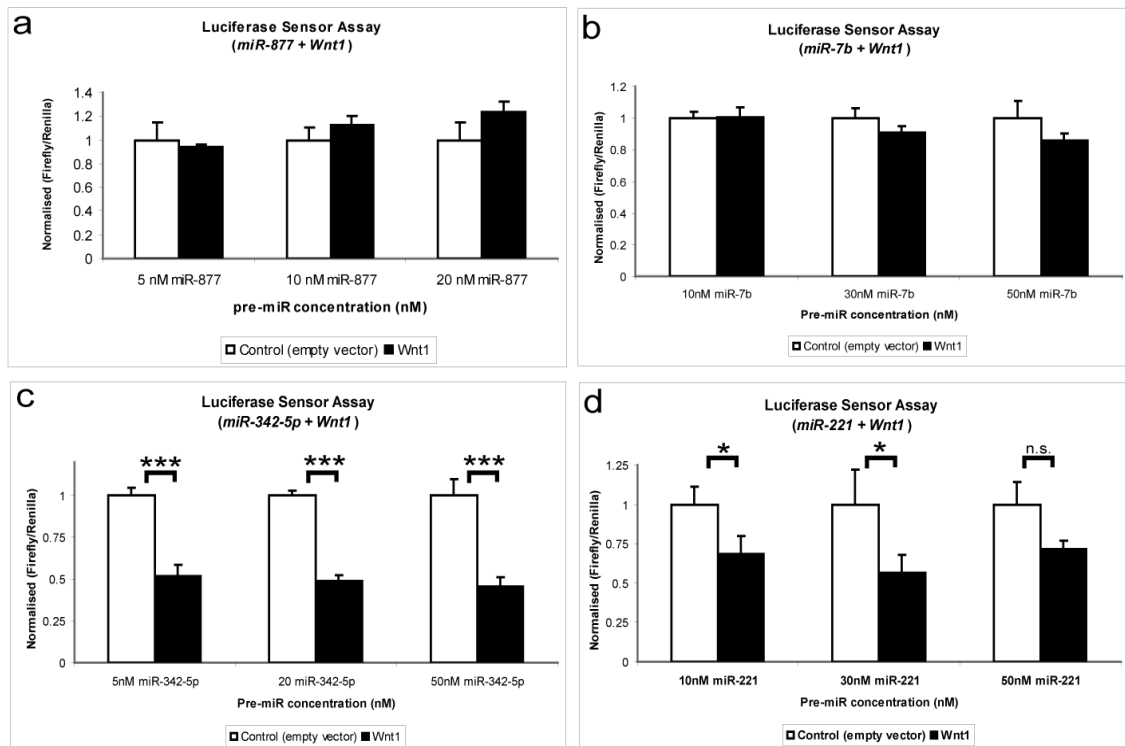 a
Luciferase Sensor Assay
(miR-877 + Wnt1)
Normalised (Firefly/Renilla)
1.4
1.2
1
0.8
0.6
0.4
0.2
0
5 nM miR-877
10 nM miR-877
20 nM miR-877
pre-miR concentration (nM)
Control (empty vector)
Wnt1
b
Luciferase Sensor Assay
(miR-7b + Wnt1)
Normalised (Firefly/Renilla)
1.2
1
0.8
0.6
0.4
0.2
0
10nM miR-7b
30nM miR-7b
50nM miR-7b
Pre-miR concentration (nM)
Control (empty vector)
Wnt1
c
Luciferase Sensor Assay
(miR-342-5p + Wnt1)
Normalised (Firefly/Renilla)
***
***
***
1
0.75
0.5
0.25
0
5nM miR-342-5p
20 miR-342-5p
50nM miR-342-5p
Pre-miR concentration (nM)
Control (empty vector)
Wnt1
d
Luciferase Sensor Assay
(miR-221 + Wnt1)
Normalised (Firefly/Renilla)
*
*
n.s.
1.25
1
0.75
0.5
0.25
0
10nM miR-221
30nM miR-221
50nM miR-221
Pre-miR concentration (nM)
Control (empty vector)
Wnt1